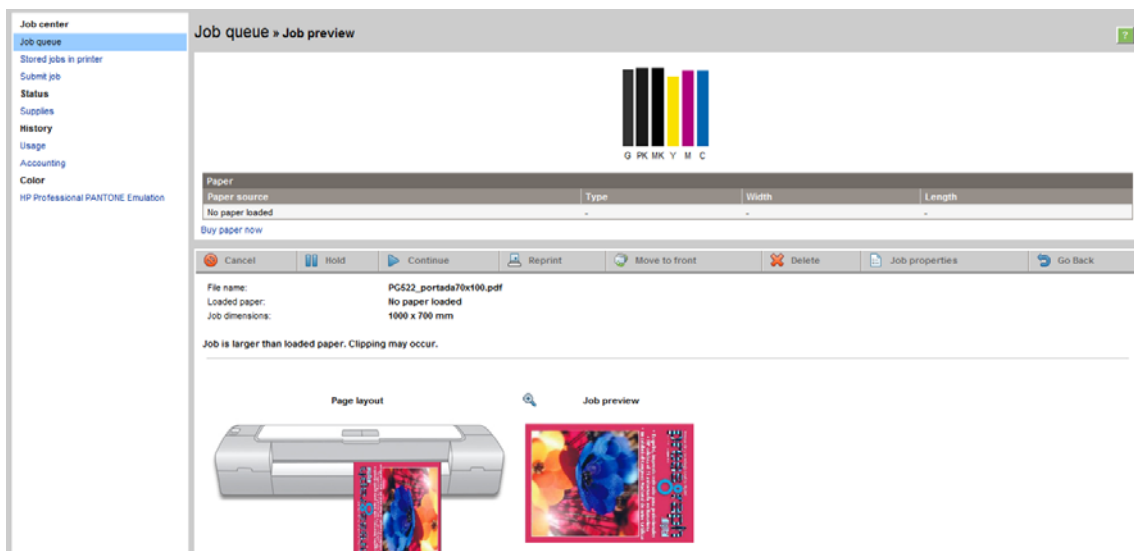 Job center
Job queue
Stored jobs in printer
Submit job
Status
Supplies
History
Usage
Accounting
Color
HP Professional PANTONE Emulation
Job queue » Job preview
?
G PK MK Y M C
Paper
Paper source Type Width Length
No paper loaded - - -
Buy paper now
Cancel Hold Continue Reprint Move to front Delete Job properties Go Back
File name: PG522_portada70x100.pdf
Loaded paper: No paper loaded
Job dimensions: 1000 x 700 mm
Job is larger than loaded paper. Clipping may occur.
Page layout Job preview